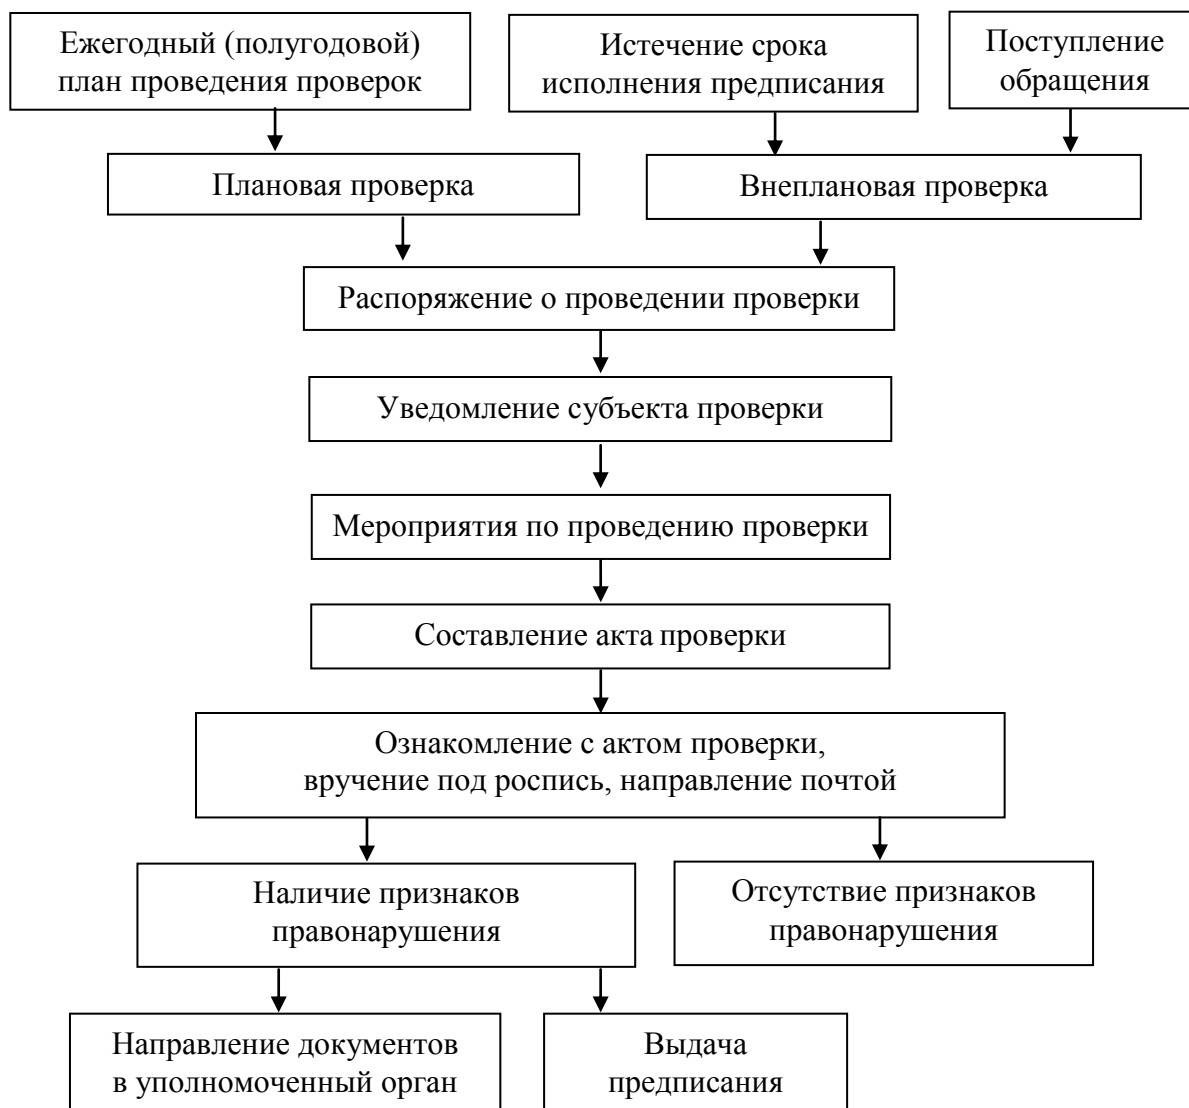 Ежегодный (полугодовой)
план проведения проверок
Истечение срока
исполнения предписания
Поступление
обращения
Плановая проверка
Внеплановая проверка
Распоряжение о проведении проверки
Уведомление субъекта проверки
Мероприятия по проведению проверки
Составление акта проверки
Ознакомление с актом проверки,
вручение под роспись, направление почтой
Наличие признаков
правонарушения
Отсутствие признаков
правонарушения
Направление документов
в уполномоченный орган
Выдача
предписания